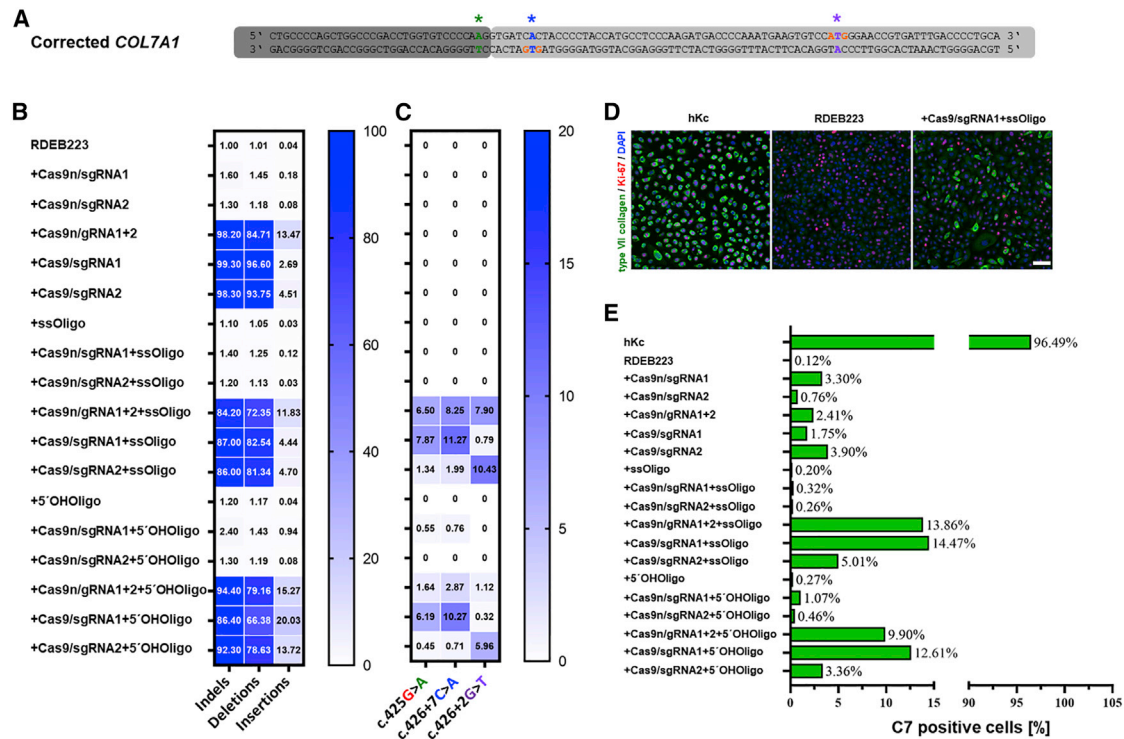 A
* * *
Corrected COL7A1
5‵ CTGCCCCAGCTGGCCCGACCTGGTGTCCCCAAGGTGATCACTACCCCTACCATGCCTCCCAAGATACTGACCCCAATGAAGTGTCCATGGGAACCGTGATTTGACCCCTGCA 3‵
3‵ GACGGGGTCGACCGGGCTGGACCACAGGGGTTCCACTAGTGATGGGGATGGTACGGAGGGTTCTATGACTGGGGTTTACTTCACAGGTACCCTTGGCACTAAACTGGGGACGT 5‵
B
RDEB223 1.00 1.01 0.04
+Cas9n/sgRNA1 1.60 1.45 0.18
+Cas9n/sgRNA2 1.30 1.18 0.08
+Cas9n/gRNA1+2 98.20 84.71 13.47
+Cas9/sgRNA1 99.30 96.60 2.69
+Cas9/sgRNA2 98.30 93.75 4.51
+ssOligo 1.10 1.05 0.03
+Cas9n/sgRNA1+ssOligo 1.40 1.25 0.12
+Cas9n/sgRNA2+ssOligo 1.20 1.13 0.03
+Cas9n/gRNA1+2+ssOligo 84.20 72.35 11.83
+Cas9/sgRNA1+ssOligo 87.00 82.54 4.44
+Cas9/sgRNA2+ssOligo 86.00 81.34 4.70
+5´OHOligo 1.20 1.17 0.04
+Cas9n/sgRNA1+5´OHOligo 2.40 1.43 0.94
+Cas9n/sgRNA2+5´OHOligo 1.30 1.19 0.08
+Cas9n/gRNA1+2+5´OHOligo 94.40 79.16 15.27
+Cas9/sgRNA1+5´OHOligo 86.40 66.38 20.03
+Cas9/sgRNA2+5´OHOligo 92.30 78.63 13.72
Indels Deletions Insertions
100
80
60
40
20
0
C
0 0 0
0 0 0
0 0 0
0 0 0
0 0 0
0 0 0
0 0 0
0 0 0
0 0 0
6.50 8.25 7.90
7.87 11.27 0.79
1.34 1.99 10.43
0 0 0
0.55 0.76 0
0 0 0
1.64 2.87 1.12
6.19 10.27 0.32
0.45 0.71 5.96
c.425G>A c.426+7C>A c.426+2G>T
20
15
10
5
0
D
hKc RDEB223 +Cas9/sgRNA1+ssOligo
type VII collagen / Ki-67 / DAPI
E
hKc 96.49%
RDEB223 0.12%
+Cas9n/sgRNA1 3.30%
+Cas9n/sgRNA2 0.76%
+Cas9n/gRNA1+2 2.41%
+Cas9/sgRNA1 1.75%
+Cas9/sgRNA2 3.90%
+ssOligo 0.20%
+Cas9n/sgRNA1+ssOligo 0.32%
+Cas9n/sgRNA2+ssOligo 0.26%
+Cas9n/gRNA1+2+ssOligo 13.86%
+Cas9/sgRNA1+ssOligo 14.47%
+Cas9/sgRNA2+ssOligo 5.01%
+5´OHOligo 0.27%
+Cas9n/sgRNA1+5´OHOligo 1.07%
+Cas9n/sgRNA2+5´OHOligo 0.46%
+Cas9n/gRNA1+2+5´OHOligo 9.90%
+Cas9/sgRNA1+5´OHOligo 12.61%
+Cas9/sgRNA2+5´OHOligo 3.36%
0 5 10 15 90 95 100 105
C7 positive cells [%]